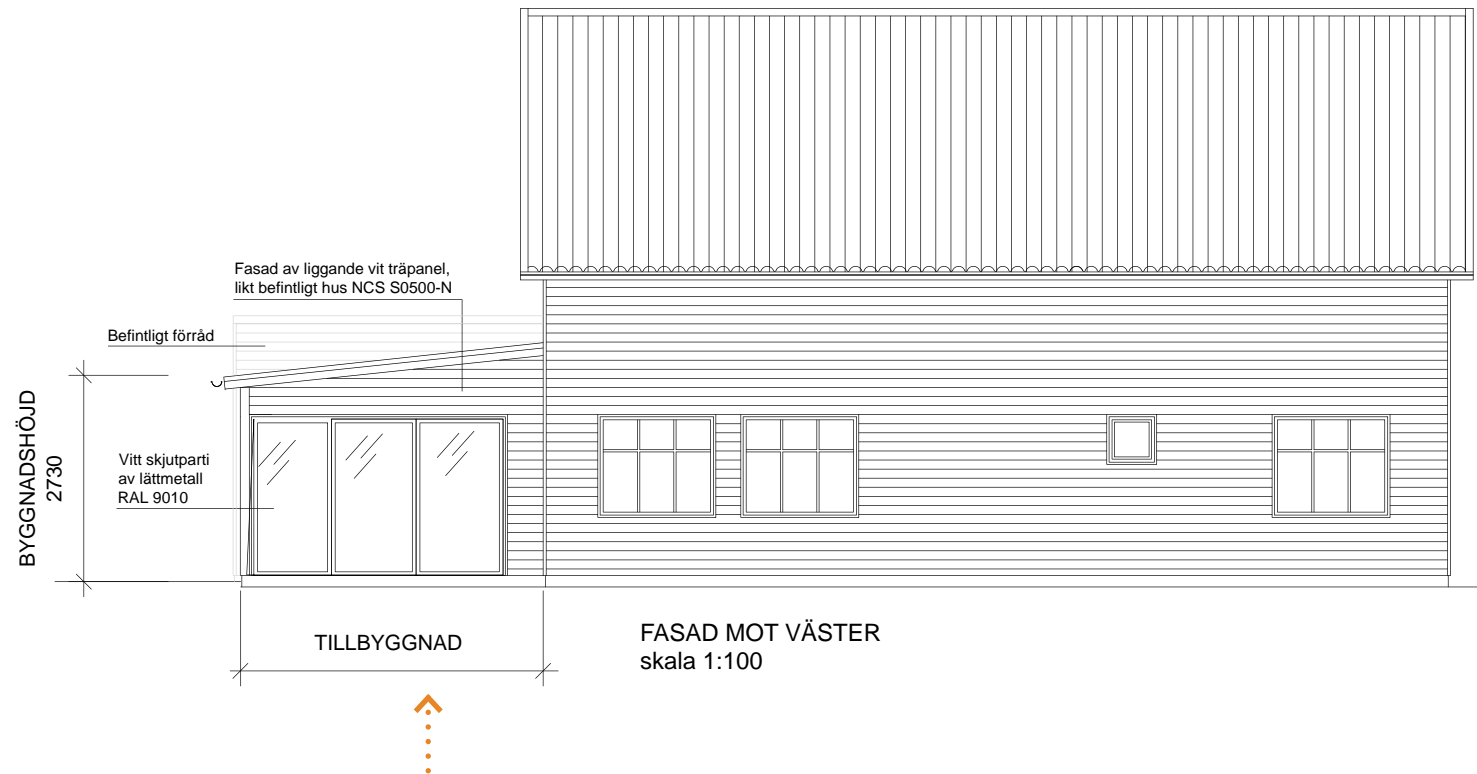 Fasad av liggande vit träpanel,
likt befintligt hus NCS S0500-N
Befintligt förråd
BYGGNADSHÖJD
2730
Vitt skjutparti
av lättmetall
RAL 9010
TILLBYGGNAD
FASAD MOT VÄSTER
skala 1:100